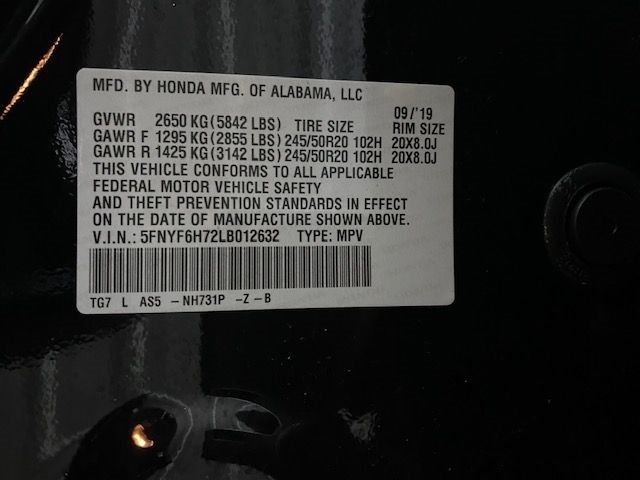 MFD. BY HONDA MFG. OF ALABAMA, LLC
09/'19
GVWR 2650 KG(5842 LBS) TIRE SIZE RIM SIZE
GAWR F 1295 KG(2855 LBS) 245/50R20 102H 20X8.0J
GAWR R 1425 KG(3142 LBS) 245/50R20 102H 20X8.0J
THIS VEHICLE CONFORMS TO ALL APPLICABLE
FEDERAL MOTOR VEHICLE SAFETY
AND THEFT PREVENTION STANDARDS IN EFFECT
ON THE DATE OF MANUFACTURE SHOWN ABOVE.
V.I.N.: 5FNYF6H72LB012632 TYPE: MPV
TG7 L AS5 -NH731P -Z-B